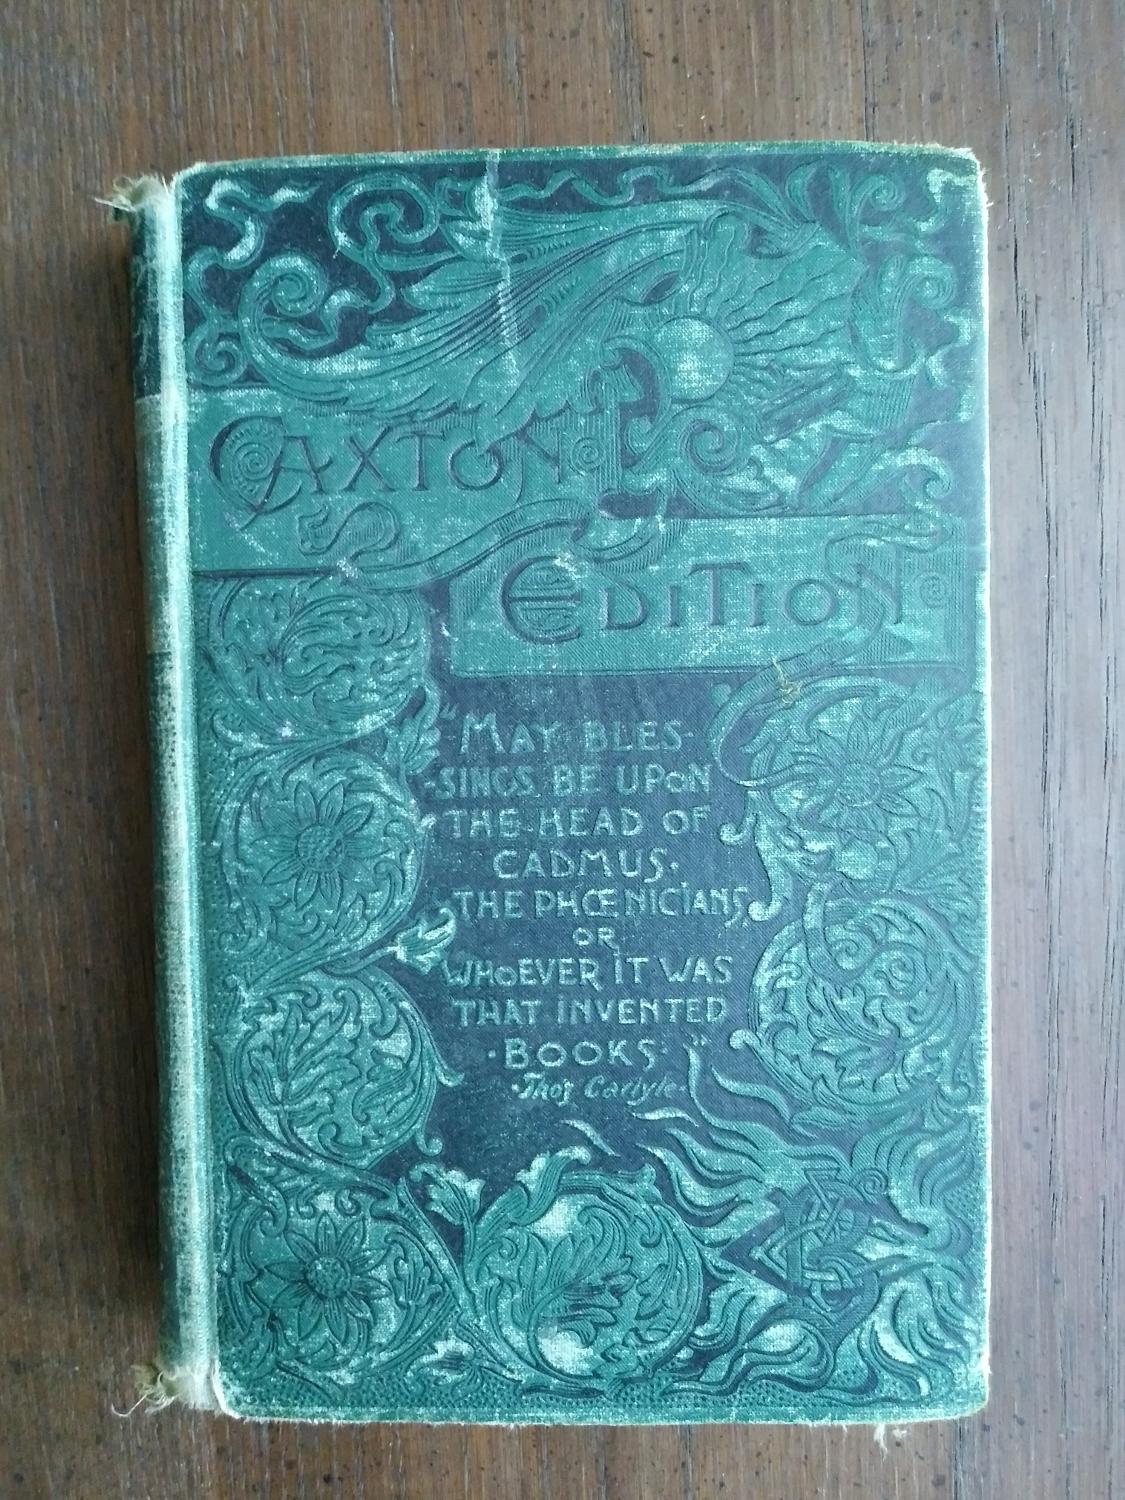 CAXTON
EDITION
"MAY BLES-
-SINGS BE UPON
THE HEAD OF
CADMUS.
THE PHŒNICIANS,
OR
WHOEVER IT WAS
THAT INVENTED
·BOOKS·"
·Thos Carlyle·